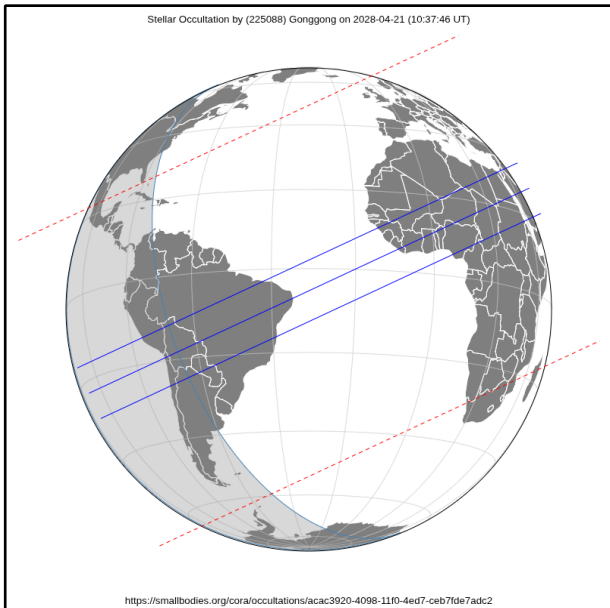 Stellar Occultation by (225088) Gonggong on 2028-04-21 (10:37:46 UT)
https://smallbodies.org/cora/occultations/acac3920-4098-11f0-4ed7-ceb7fde7adc2